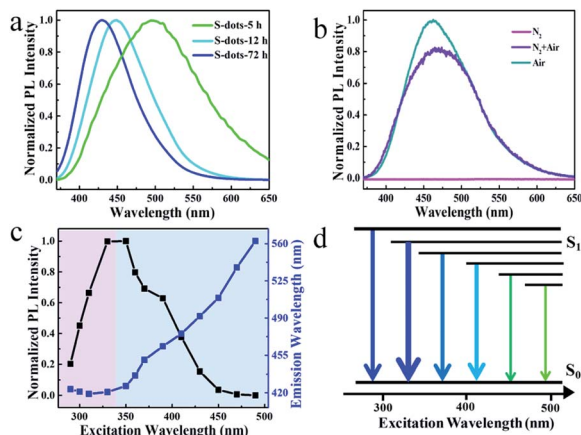 a
S-dots-5 h
S-dots-12 h
S-dots-72 h
Normalized PL Intensity
1.0
0.8
0.6
0.4
0.2
0.0
400 450 500 550 600 650
Wavelength (nm)
b
N2
N2+Air
Air
Normalized PL Intensity
1.0
0.8
0.6
0.4
0.2
0.0
400 450 500 550 600 650
Wavelength (nm)
c
Normalized PL Intensity
1.0
0.8
0.6
0.4
0.2
0.0
Emission Wavelength (nm)
560
525
490
455
420
300 350 400 450 500
Excitation Wavelength (nm)
d
S1
S0
300 400 500
Excitation Wavelength (nm)